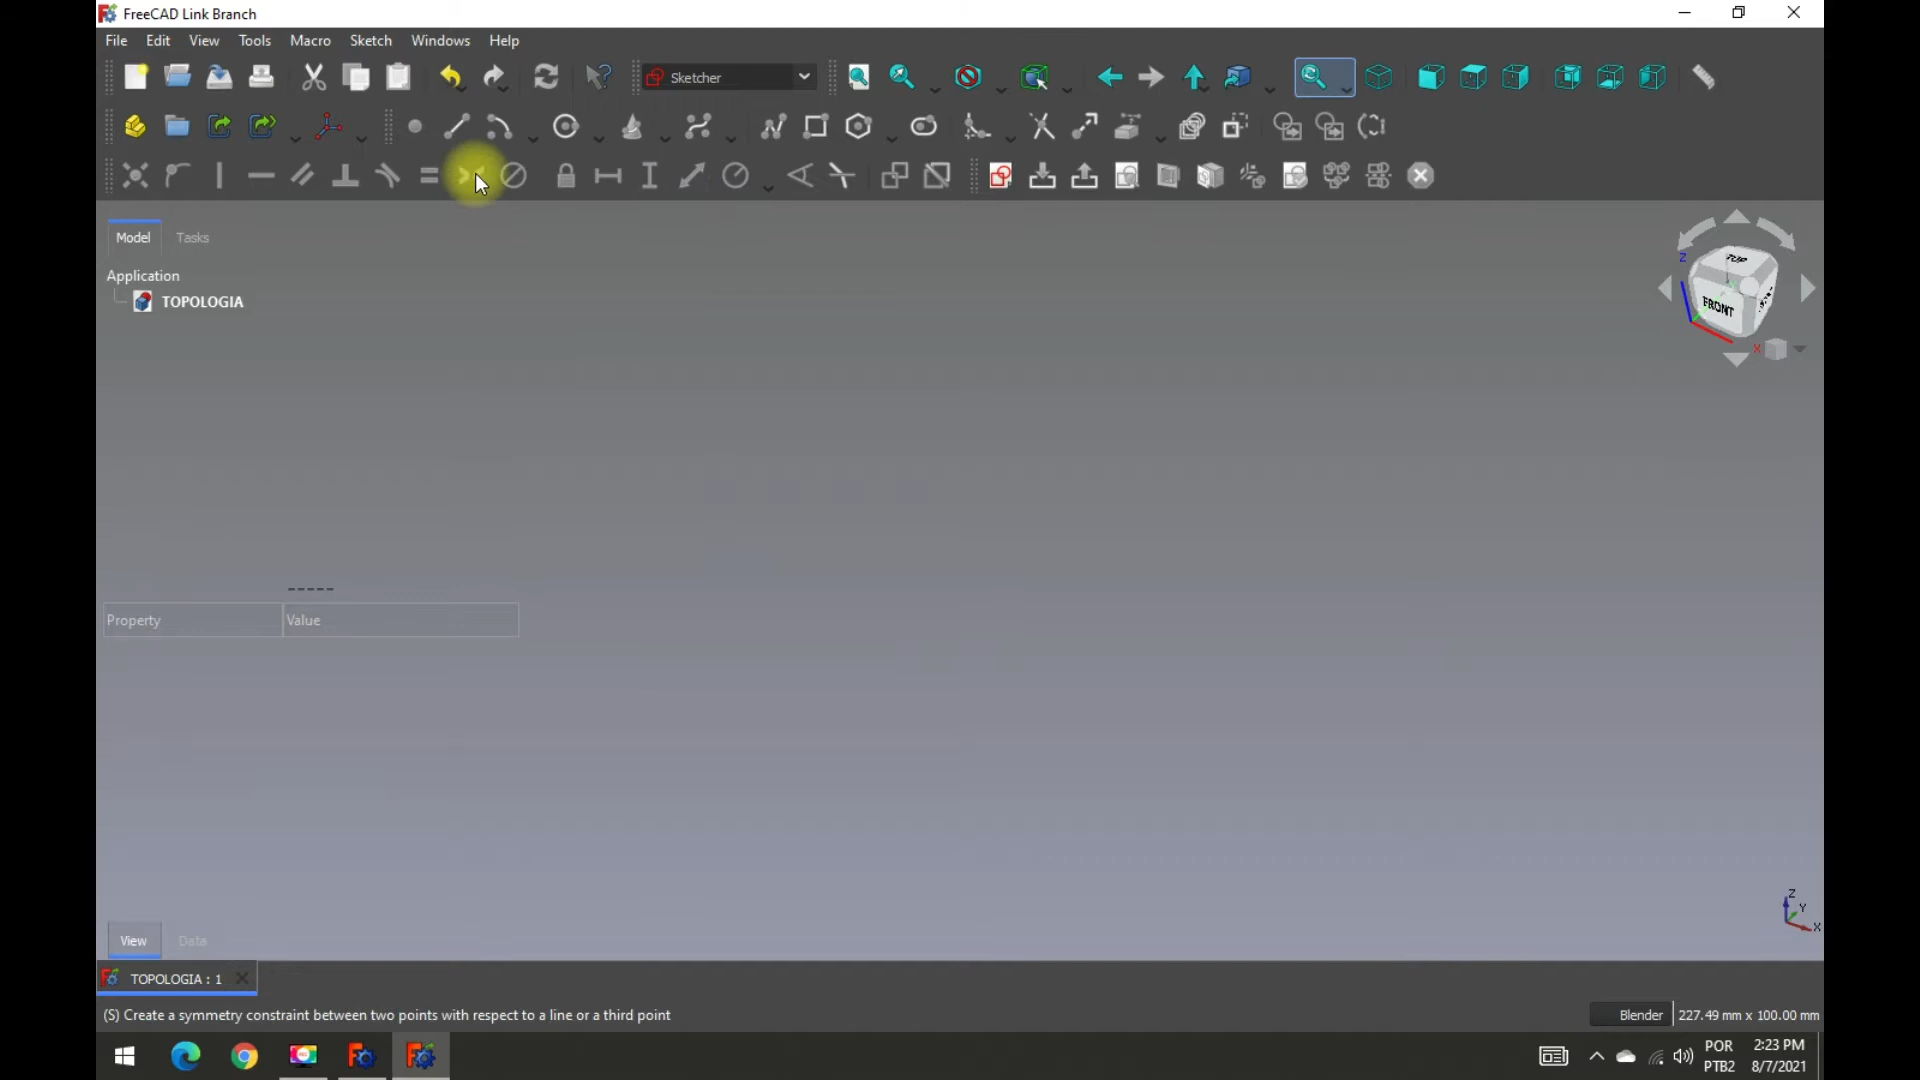 FreeCAD Link Branch
File Edit View Tools Macro Sketch Windows Help
Sketcher
Model Tasks
Application
TOPOLOGIA
TOP
FRONT
Z
X
Property Value
Z
Y
X
View Data
TOPOLOGIA : 1
(S) Create a symmetry constraint between two points with respect to a line or a third point
Blender 227.49 mm x 100.00 mm
POR 2:23 PM
PTB2 8/7/2021